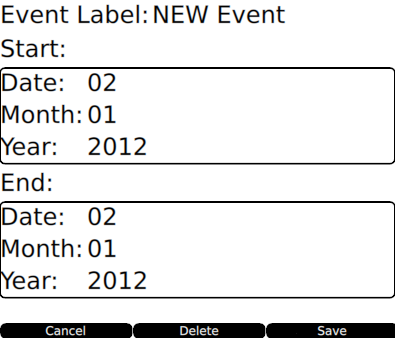 Event Label: NEW Event
Start:
Date: 02
Month: 01
Year: 2012
End:
Date: 02
Month: 01
Year: 2012
Cancel Delete Save